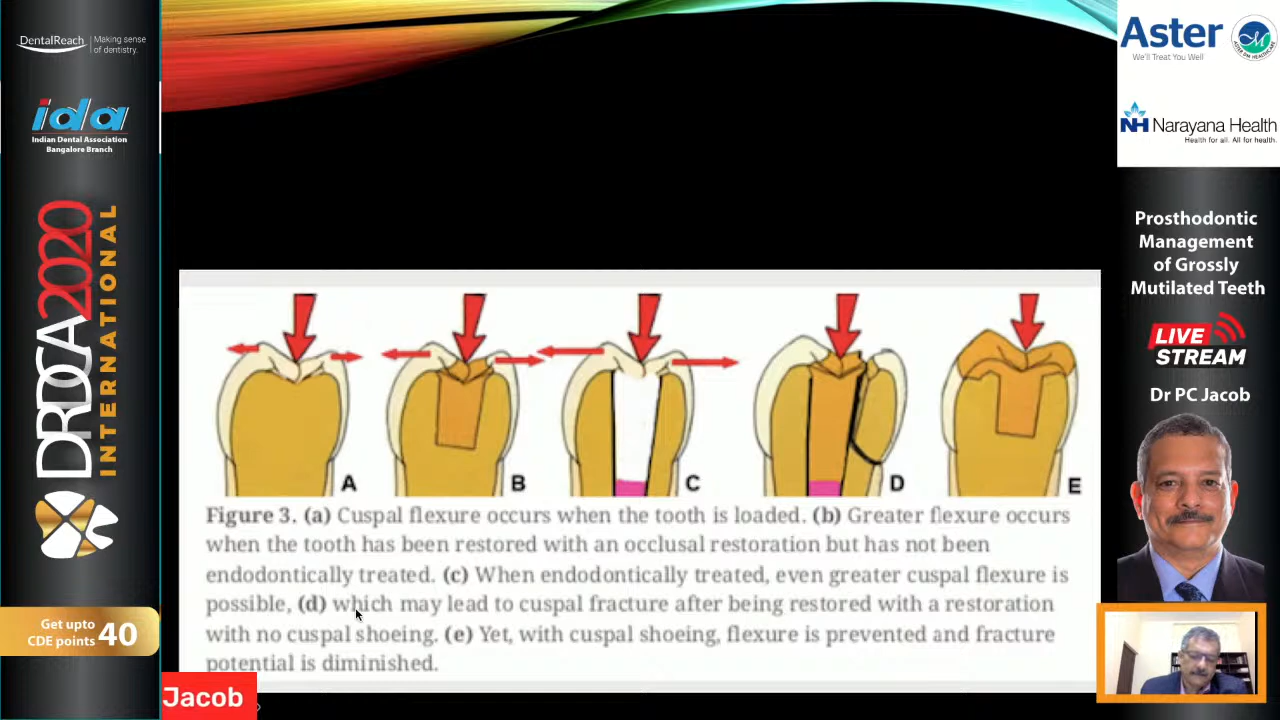 DentalReach
Making sense
of dentistry.
ida
Indian Dental Association
Bangalore Branch
DRDCA2020
INTERNATIONAL
Get upto
CDE points 40
A
B
C
D
E
Figure 3. (a) Cuspal flexure occurs when the tooth is loaded. (b) Greater flexure occurs
when the tooth has been restored with an occlusal restoration but has not been
endodontically treated. (c) When endodontically treated, even greater cuspal flexure is
possible, (d) which may lead to cuspal fracture after being restored with a restoration
with no cuspal shoeing. (e) Yet, with cuspal shoeing, flexure is prevented and fracture
potential is diminished.
Jacob
Aster
We'll Treat You Well
ASTER DM HEALTHCARE
NH Narayana Health
Health for all. All for health.
Prosthodontic
Management
of Grossly
Mutilated Teeth
LIVE
STREAM
Dr PC Jacob